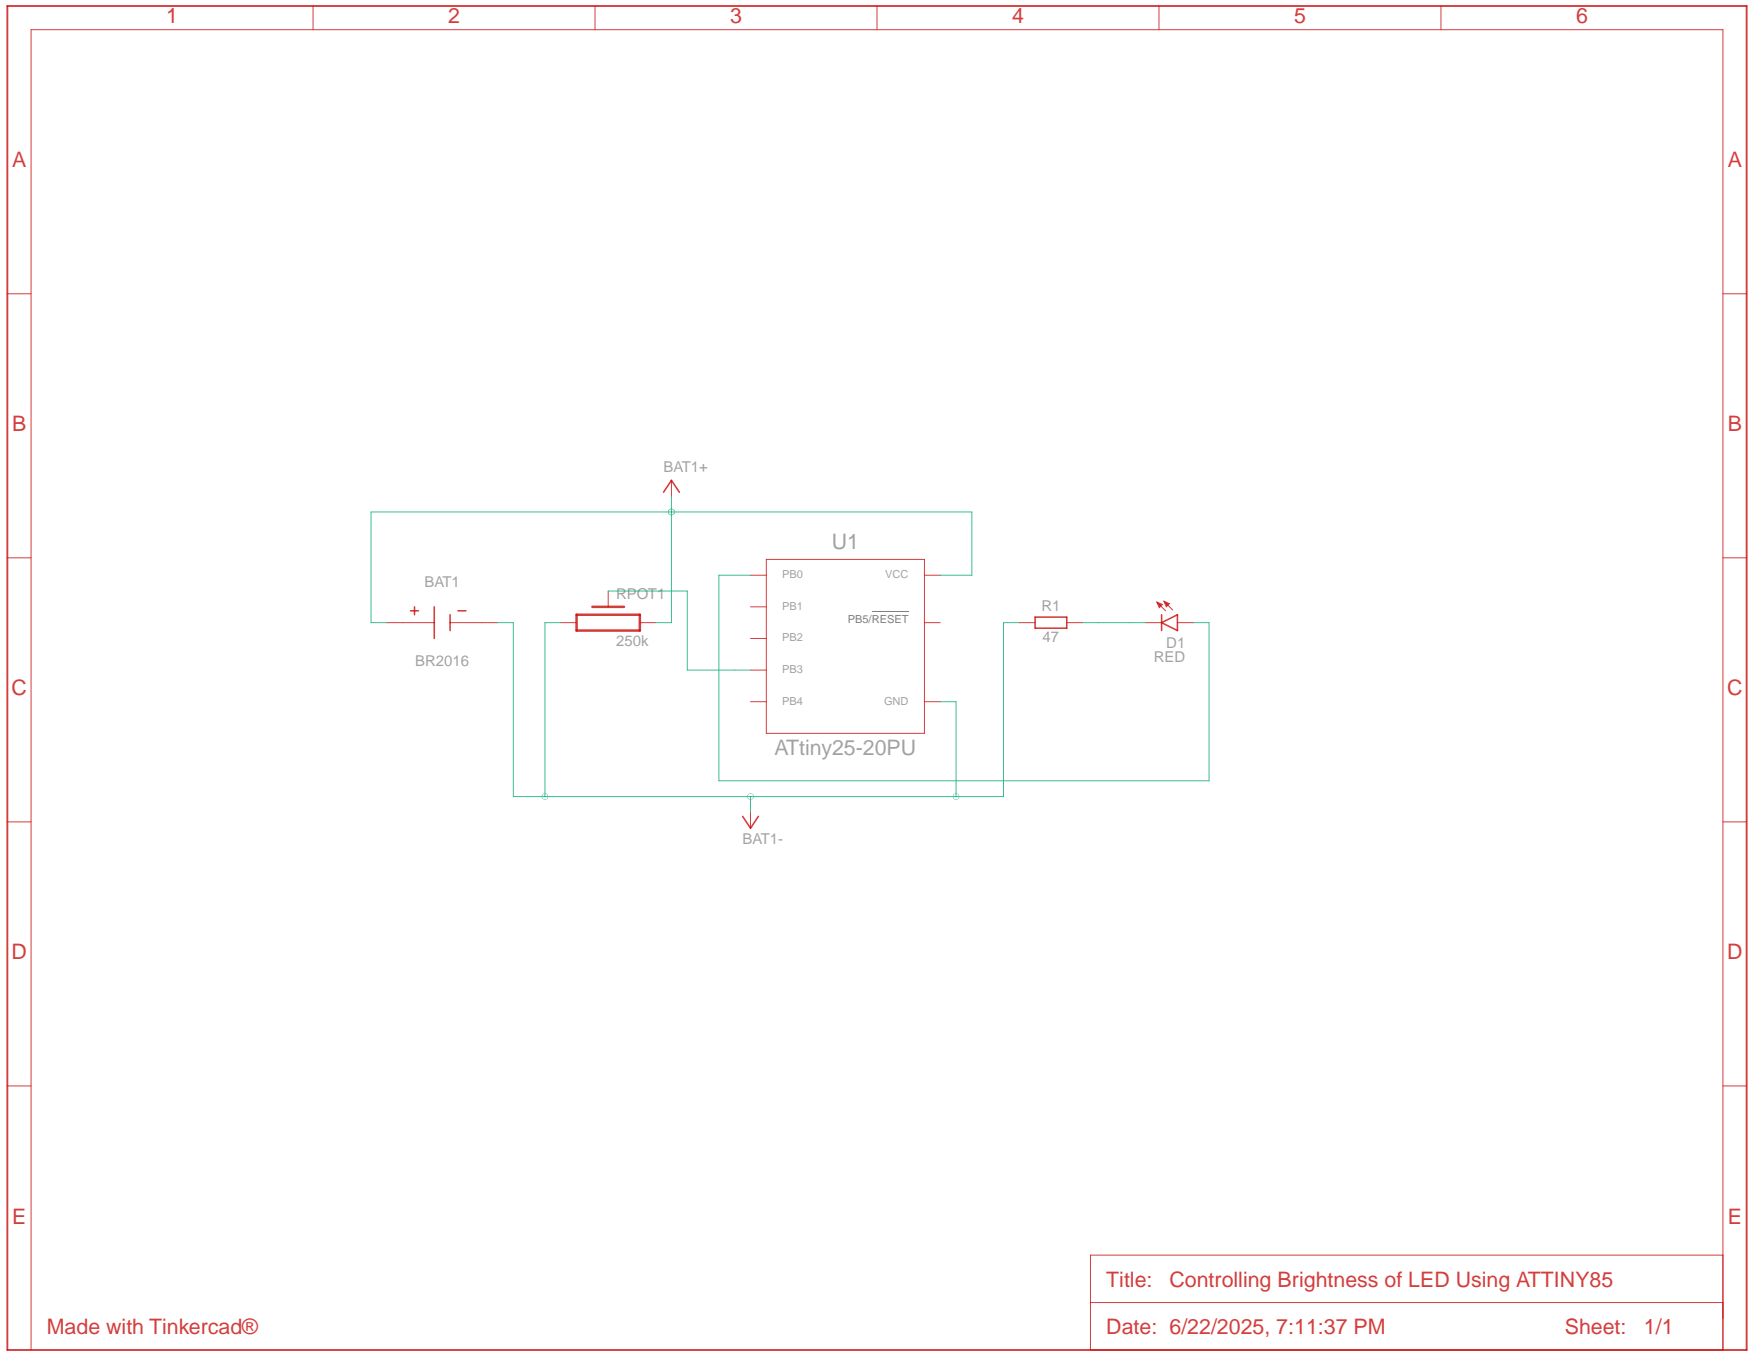 1 2 3 4 5 6
A A
B B
BAT1+
U1
BAT1
+ -
BR2016
RPOT1
250k
PB0 VCC
PB1
PB5/RESET
PB2
PB3
PB4 GND
ATtiny25-20PU
R1
47
D1
RED
C C
BAT1-
D D
E E
Title: Controlling Brightness of LED Using ATTINY85
Made with Tinkercad®
Date: 6/22/2025, 7:11:37 PM Sheet: 1/1